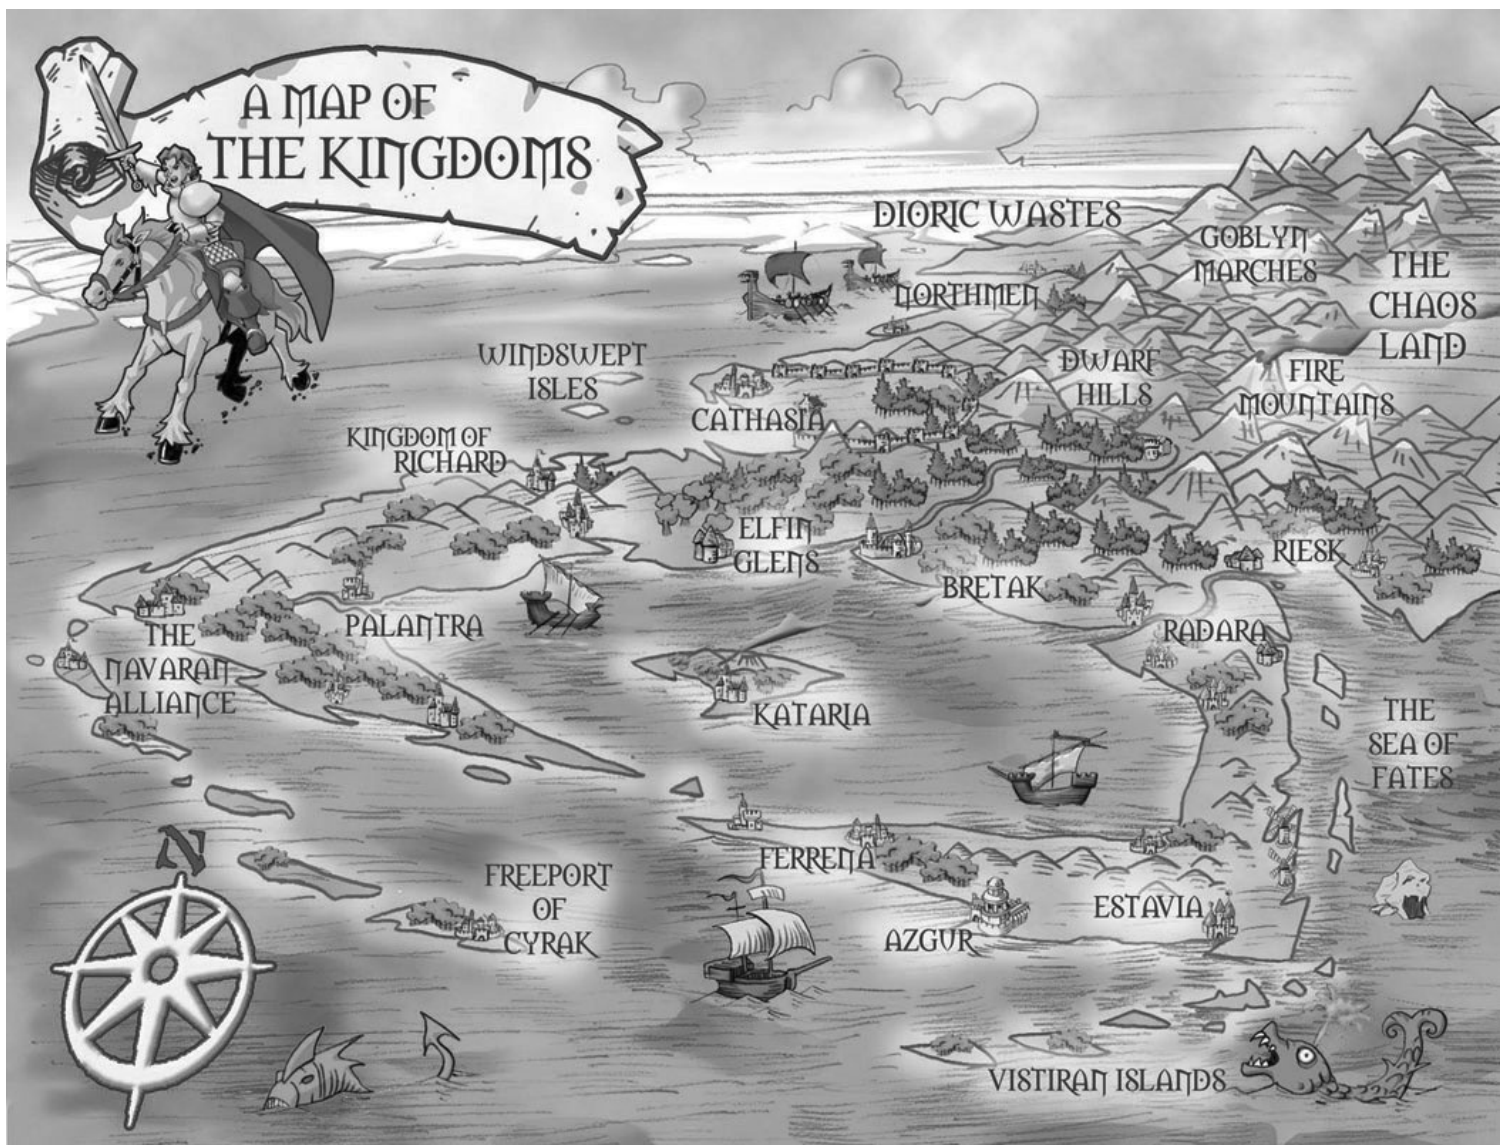 A MAP OF
THE KINGDOMS
DIORIC WASTES
GOBLYN
MARCHES
THE
CHAOS
LAND
NORTHMEN
WINDSWEPT
ISLES
DWARF
HILLS
FIRE
MOUNTAINS
CATHASIA
KINGDOM OF
RICHARD
ELFIN
GLENS
RIESK
BRETAK
THE
NAVARAN
ALLIANCE
PALANTRA
RADARA
KATARIA
THE
SEA OF
FATES
N
FERRENA
FREEPORT
OF
CYRAK
ESTAVIA
AZGUR
VISTIRAN ISLANDS